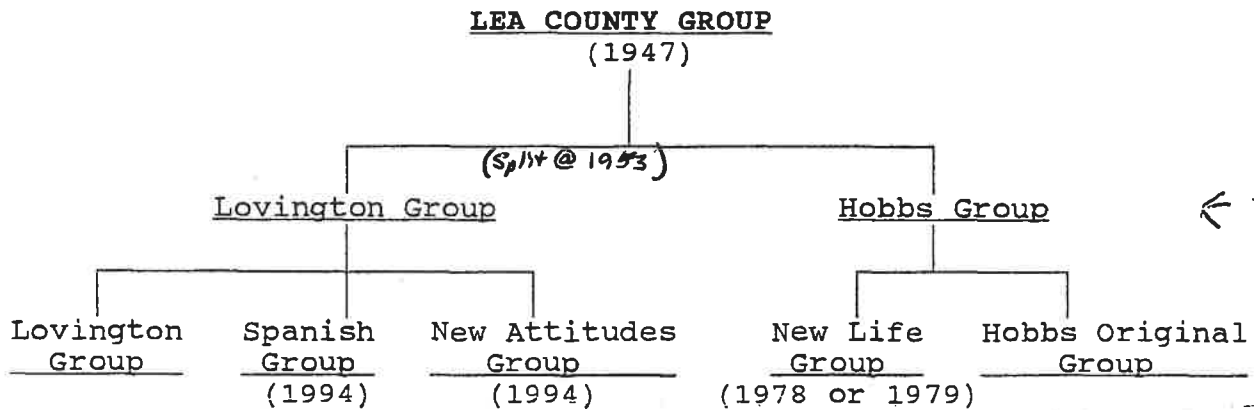 LEA COUNTY GROUP
(1947)
(Split @ 1953)
Lovington Group
Hobbs Group
Lovington Group
Spanish Group
(1994)
New Attitudes Group
(1994)
New Life Group
(1978 or 1979)
Hobbs Original Group